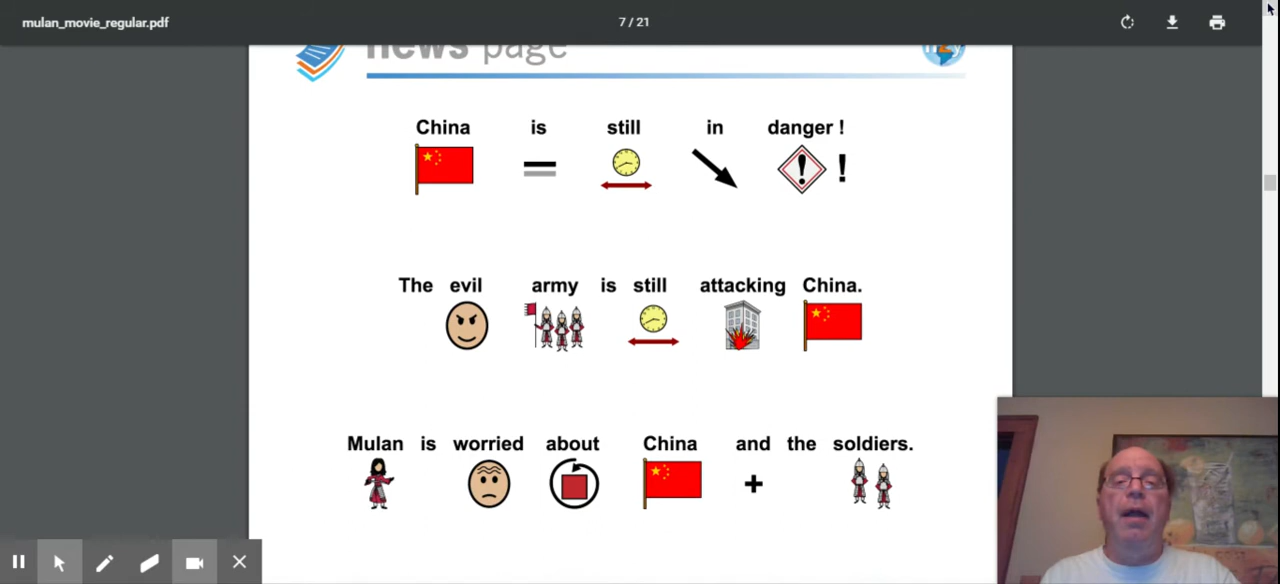 mulan_movie_regular.pdf 7 / 21
news page
China is still in danger !
!
The evil army is still attacking China.
Mulan is worried about China and the soldiers.